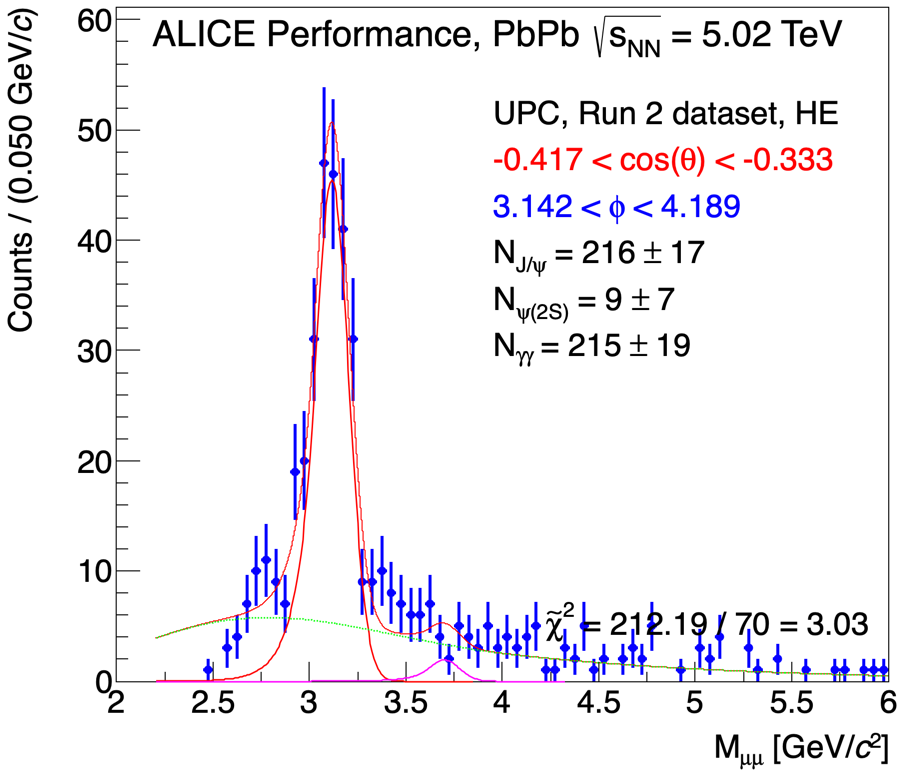 ALICE Performance, PbPb √s_NN = 5.02 TeV
UPC, Run 2 dataset, HE
-0.417 < cos(θ) < -0.333
3.142 < ϕ < 4.189
N_J/ψ = 216 ± 17
N_ψ(2S) = 9 ± 7
N_γγ = 215 ± 19
χ̃² = 212.19 / 70 = 3.03
Counts / (0.050 GeV/c)
60
50
40
30
20
10
0
2 2.5 3 3.5 4 4.5 5 5.5 6
M_μμ [GeV/c²]